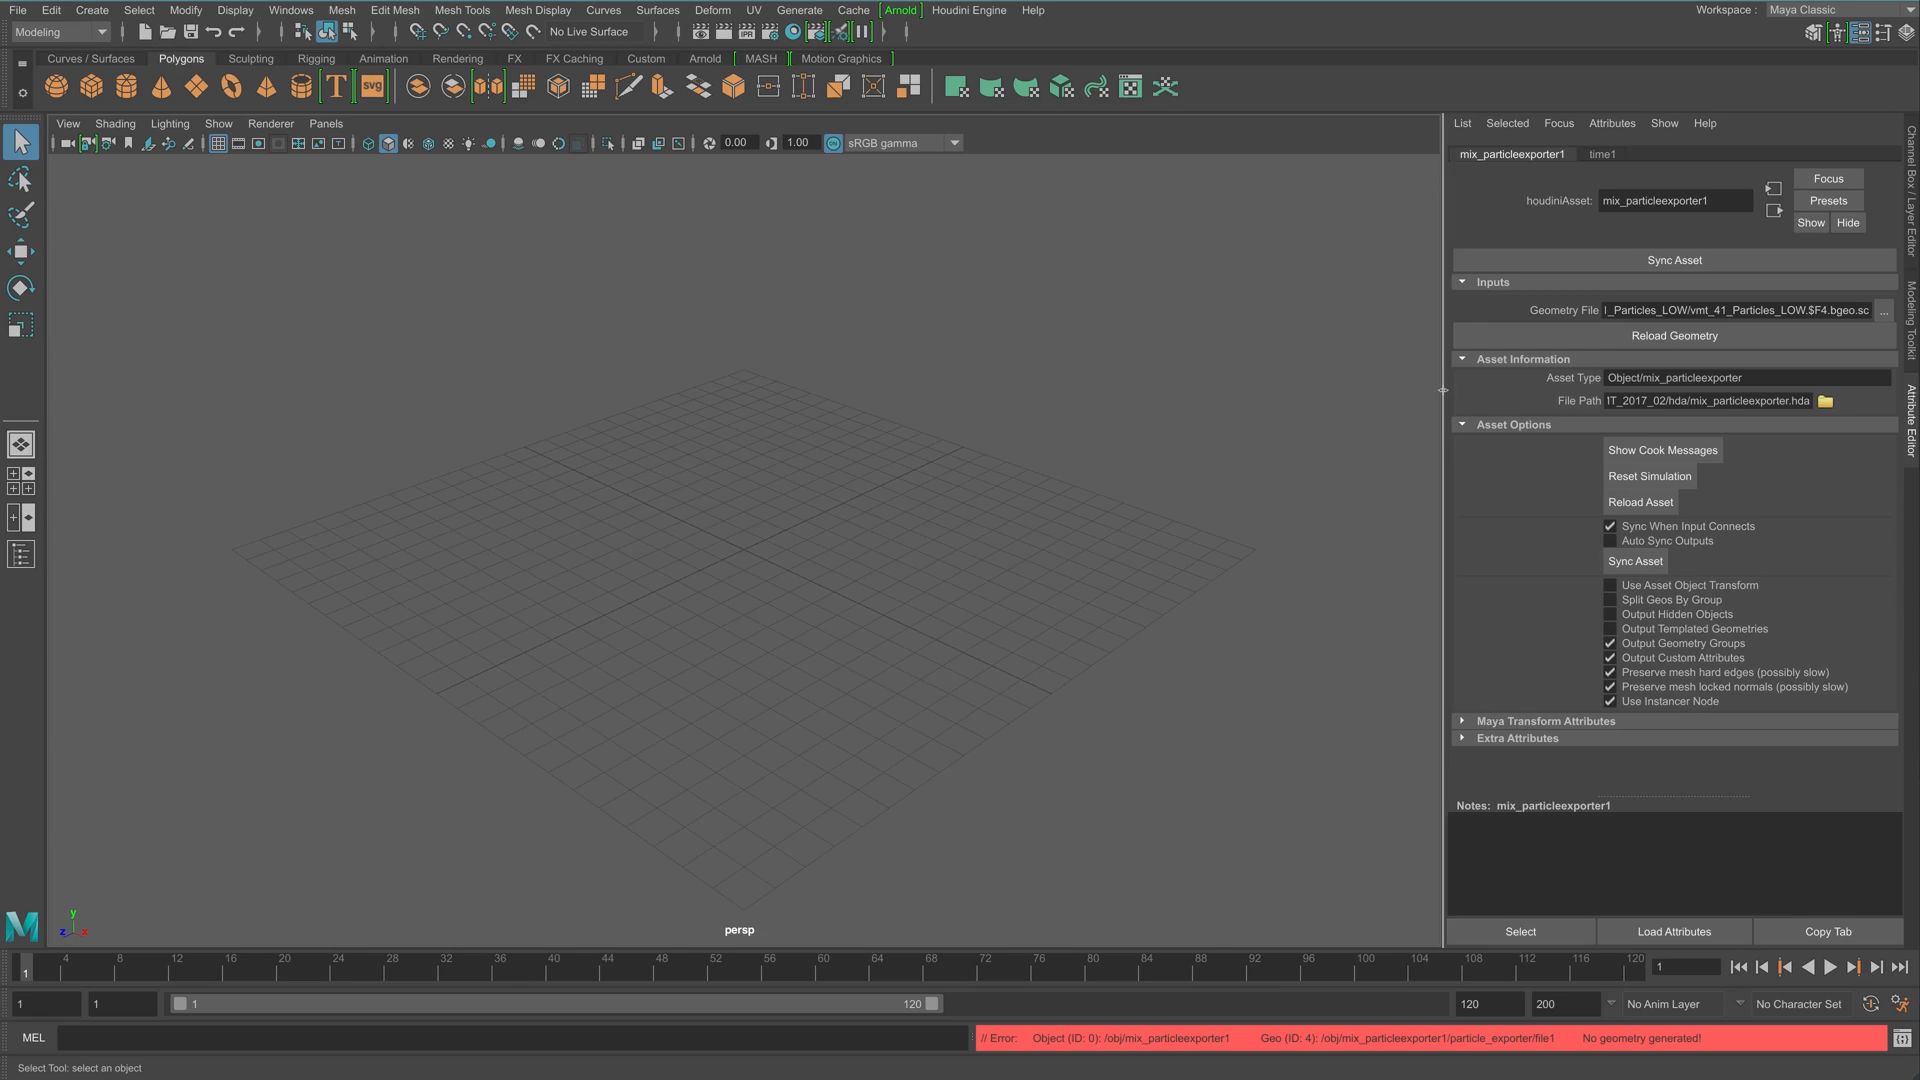 File Edit Create Select Modify Display Windows Mesh Edit Mesh Mesh Tools Mesh Display Curves Surfaces Deform UV Generate Cache Arnold Houdini Engine Help Workspace : Maya Classic
Modeling No Live Surface
Curves / Surfaces Polygons Sculpting Rigging Animation Rendering FX FX Caching Custom Arnold MASH Motion Graphics
T SVG
View Shading Lighting Show Renderer Panels
0.00 1.00 ON sRGB gamma
List Selected Focus Attributes Show Help
mix_particleexporter1 time1
Focus
houdiniAsset: mix_particleexporter1 Presets
Show Hide
Sync Asset
Inputs
Geometry File l_Particles_LOW/vmt_41_Particles_LOW.$F4.bgeo.sc ...
Reload Geometry
Asset Information
Asset Type Object/mix_particleexporter
File Path IT_2017_02/hda/mix_particleexporter.hda
Asset Options
Show Cook Messages
Reset Simulation
Reload Asset
Sync When Input Connects
Auto Sync Outputs
Sync Asset
Use Asset Object Transform
Split Geos By Group
Output Hidden Objects
Output Templated Geometries
Output Geometry Groups
Output Custom Attributes
Preserve mesh hard edges (possibly slow)
Preserve mesh locked normals (possibly slow)
Use Instancer Node
Maya Transform Attributes
Extra Attributes
Notes: mix_particleexporter1
Select Load Attributes Copy Tab
Channel Box / Layer Editor
Modeling Toolkit
Attribute Editor
y
z x
persp
1 4 8 12 16 20 24 28 32 36 40 44 48 52 56 60 64 68 72 76 80 84 88 92 96 100 104 108 112 116 120 1
1 1 1 120 120 200 No Anim Layer No Character Set
MEL // Error: Object (ID: 0): /obj/mix_particleexporter1 Geo (ID: 4): /obj/mix_particleexporter1/particle_exporter/file1 No geometry generated!
Select Tool: select an object